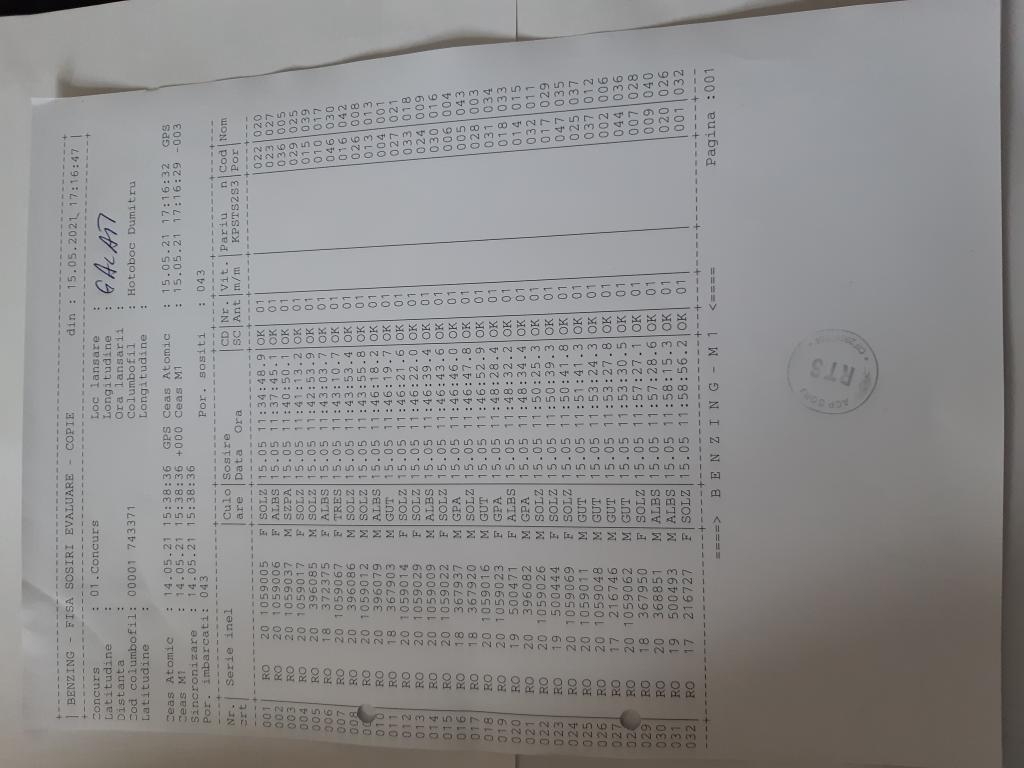 BENZING - FISA SOSIRI EVALUARE - COPIE din : 15.05.2021 17:16:47
Concurs : 01.Concurs Loc lansare : GALATI
Latitudine : Longitudine :
Distanta : Ora lansarii :
Cod columbofil: 00001 743371 Columbofil : Hotoboc Dumitru
Latitudine : Longitudine :
Ceas Atomic : 14.05.21 15:38:36 GPS Ceas Atomic : 15.05.21 17:16:32 GPS
Ceas M1 : 14.05.21 15:38:36 +000 Ceas M1 : 15.05.21 17:16:29 -003
Sincronizare : 14.05.21 15:38:36
Por. imbarcati: 043 Por. sositi : 043
Nr. | Serie inel | Culo | Sosire | CD | Nr. | Vit. | Pariu n | Cod | Nom
crt | are | Data Ora | SC | Ant | m/m | KPSTS2S3 | Por |
001 RO 20 1059005 F SOLZ 15.05 11:34:48.9 OK 01 022 020
002 RO 20 1059006 F ALBS 15.05 11:37:45.1 OK 01 023 027
003 RO 20 1059037 M SZPA 15.05 11:40:50.1 OK 01 036 005
004 RO 20 1059017 F SOLZ 15.05 11:41:13.2 OK 01 029 025
005 RO 20 396085 M SOLZ 15.05 11:42:53.9 OK 01 015 039
006 RO 18 372375 F ALBS 15.05 11:43:03.7 OK 01 010 017
007 RO 20 1059067 F TRES 15.05 11:43:10.7 OK 01 046 030
008 RO 20 396086 M SOLZ 15.05 11:43:53.4 OK 01 016 042
RO 20 1059012 M SOLZ 15.05 11:43:55.8 OK 01 026 008
010 RO 20 396079 M ALBS 15.05 11:46:18.2 OK 01 013 013
011 RO 18 367903 M GUT 15.05 11:46:19.7 OK 01 004 001
012 RO 20 1059014 F SOLZ 15.05 11:46:21.6 OK 01 027 021
013 RO 20 1059029 F SOLZ 15.05 11:46:22.0 OK 01 033 018
014 RO 20 1059009 M ALBS 15.05 11:46:39.4 OK 01 024 009
015 RO 20 1059022 F SOLZ 15.05 11:46:43.6 OK 01 030 016
016 RO 18 367937 M GPA 15.05 11:46:46.0 OK 01 006 004
017 RO 18 367920 M SOLZ 15.05 11:46:47.8 OK 01 005 043
018 RO 20 1059016 M GUT 15.05 11:46:52.9 OK 01 028 003
019 RO 20 1059023 F GPA 15.05 11:48:28.4 OK 01 031 034
020 RO 19 500471 F ALBS 15.05 11:48:32.2 OK 01 018 033
021 RO 20 396082 M GPA 15.05 11:48:34.4 OK 01 014 015
022 RO 20 1059026 M SOLZ 15.05 11:50:25.3 OK 01 032 011
023 RO 19 500444 F SOLZ 15.05 11:50:39.3 OK 01 017 029
024 RO 20 1059069 F SOLZ 15.05 11:50:41.8 OK 01 047 035
025 RO 20 1059011 M GUT 15.05 11:51:41.3 OK 01 025 037
026 RO 20 1059048 M GUT 15.05 11:53:24.3 OK 01 037 012
027 RO 17 216746 M GUT 15.05 11:53:27.8 OK 01 002 006
RO 20 1059062 M GUT 15.05 11:53:30.5 OK 01 044 036
029 RO 18 367950 F SOLZ 15.05 11:57:27.1 OK 01 007 028
030 RO 20 368851 M ALBS 15.05 11:57:28.6 OK 01 009 040
031 RO 19 500493 M ALBS 15.05 11:58:15.3 OK 01 020 026
032 RO 17 216727 F SOLZ 15.05 11:58:56.2 OK 01 001 032
====> B E N Z I N G - M 1 <==== Pagina :001
RTS